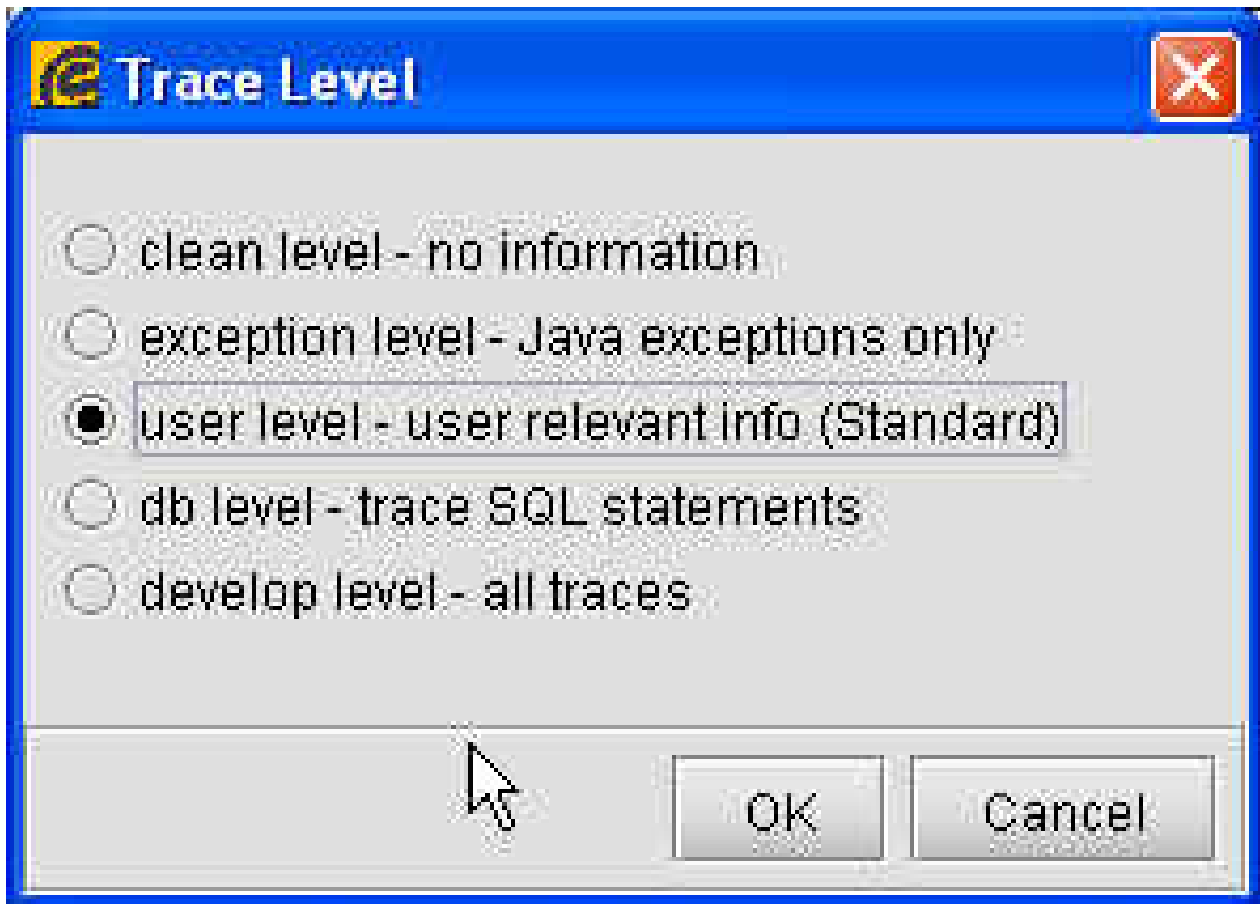 Trace Level
clean level - no information
exception level - Java exceptions only
user level - user relevant info (Standard)
db level - trace SQL statements
develop level - all traces
OK
Cancel